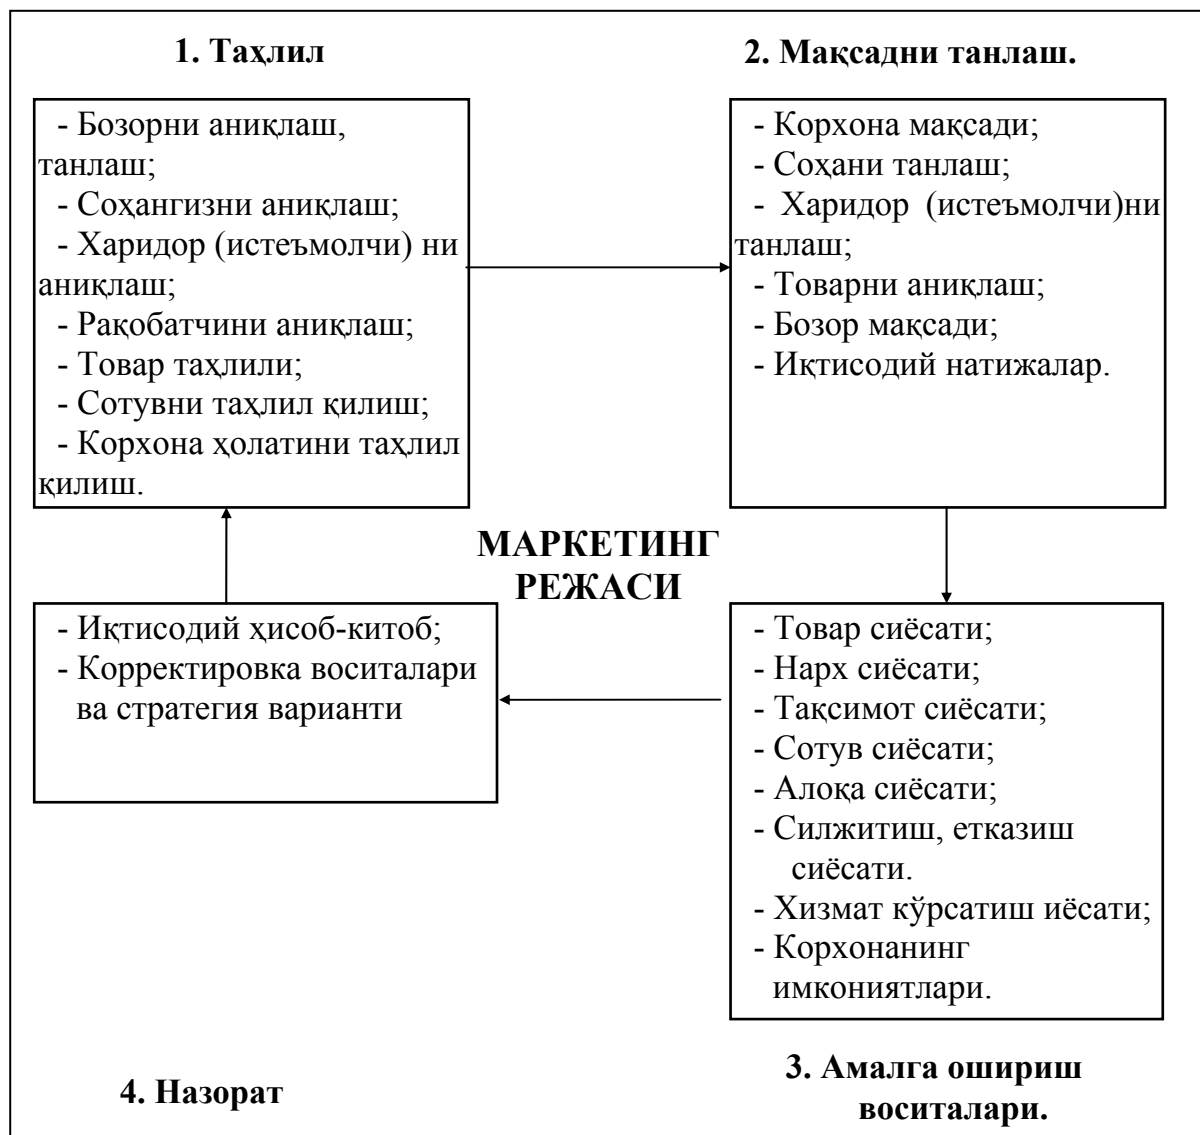 1. Таҳлил
- Бозорни аниқлаш,
танлаш;
- Соҳангизни аниқлаш;
- Харидор (истеъмолчи) ни
аниқлаш;
- Рақобатчини аниқлаш;
- Товар таҳлили;
- Сотувни таҳлил қилиш;
- Корхона ҳолатини таҳлил
қилиш.
2. Мақсадни танлаш.
- Корхона мақсади;
- Соҳани танлаш;
- Харидор (истеъмолчи)ни
танлаш;
- Товарни аниқлаш;
- Бозор мақсади;
- Иқтисодий натижалар.
МАРКЕТИНГ
РЕЖАСИ
- Товар сиёсати;
- Нарх сиёсати;
- Тақсимот сиёсати;
- Сотув сиёсати;
- Алоқа сиёсати;
- Силжитиш, етказиш
сиёсати.
- Хизмат кўрсатиш иёсати;
- Корхонанинг
имкониятлари.
3. Амалга ошириш
воситалари.
- Иқтисодий ҳисоб-китоб;
- Корректировка воситалари
ва стратегия варианти
4. Назорат